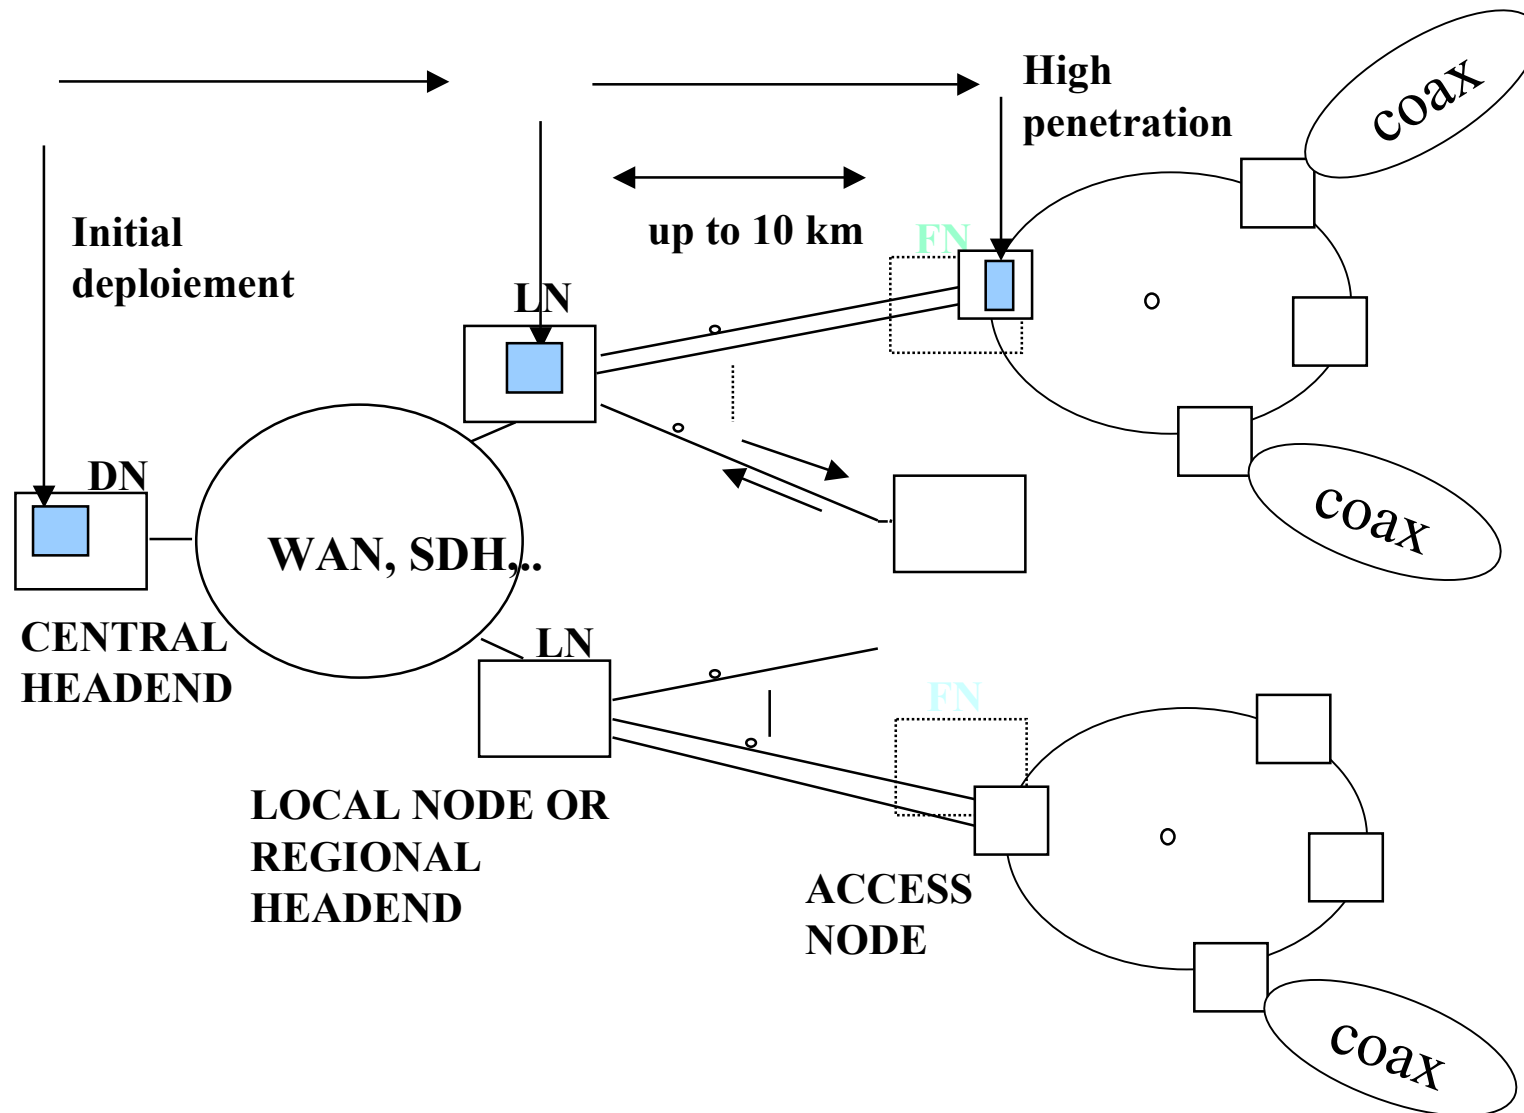 High
penetration
coax
Initial
deploiement
up to 10 km
FN
LN
coax
DN
WAN, SDH,..
CENTRAL
HEADEND
LN
FN
LOCAL NODE OR
REGIONAL
HEADEND
ACCESS
NODE
coax